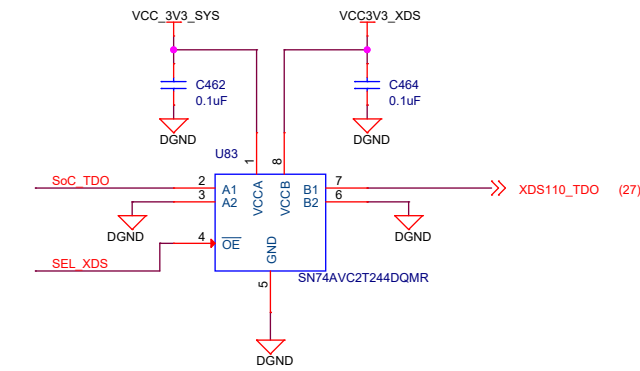 VCC_3V3_SYS VCC3V3_XDS
C462 C464
0.1uF 0.1uF
DGND DGND
U83
1 8
SoC_TDO 2 A1 VCCA VCCB B1 7 XDS110_TDO (27)
3 A2 B2 6
DGND DGND
4 OE GND
SEL_XDS
5 SN74AVC2T244DQMR
DGND